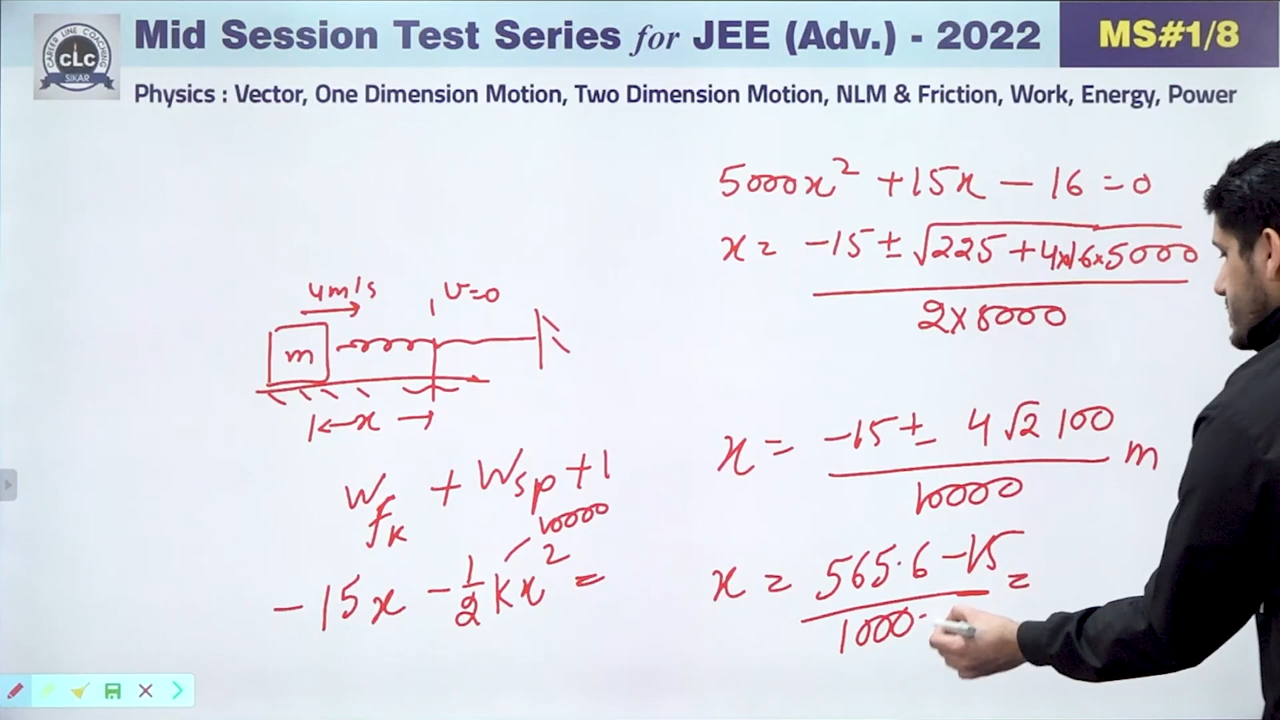 Mid Session Test Series for JEE (Adv.) - 2022
MS#1/8
CAREER LINE COACHING
CLC
SIKAR
Physics : Vector, One Dimension Motion, Two Dimension Motion, NLM & Friction, Work, Energy, Power
5000x² + 15x - 16 = 0
x = -15 ± √225 + 4×16×5000
2×5000
4m/s
v=0
m
x
W_fk + W_sp + 1
10000
-15x - 1/2 kx² =
x = -15 ± 4√2 100 m
10000
x = 565.6 - 15 =
1000